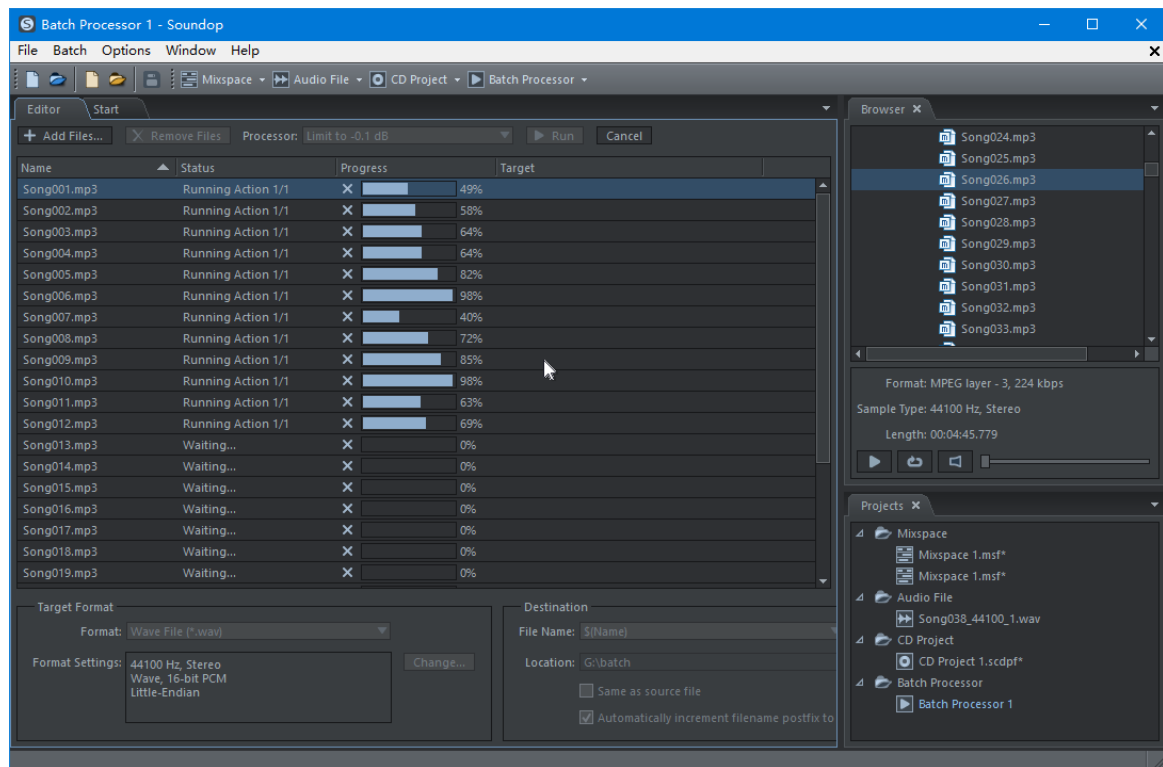 Batch Processor 1 - Soundop
File Batch Options Window Help
Mixspace Audio File CD Project Batch Processor
Editor Start
Add Files... Remove Files Processor: Limit to -0.1 dB Run Cancel
Name Status Progress Target
Song001.mp3 Running Action 1/1 49%
Song002.mp3 Running Action 1/1 58%
Song003.mp3 Running Action 1/1 64%
Song004.mp3 Running Action 1/1 64%
Song005.mp3 Running Action 1/1 82%
Song006.mp3 Running Action 1/1 98%
Song007.mp3 Running Action 1/1 40%
Song008.mp3 Running Action 1/1 72%
Song009.mp3 Running Action 1/1 85%
Song010.mp3 Running Action 1/1 98%
Song011.mp3 Running Action 1/1 63%
Song012.mp3 Running Action 1/1 69%
Song013.mp3 Waiting... 0%
Song014.mp3 Waiting... 0%
Song015.mp3 Waiting... 0%
Song016.mp3 Waiting... 0%
Song017.mp3 Waiting... 0%
Song018.mp3 Waiting... 0%
Song019.mp3 Waiting... 0%
Target Format
Format: Wave File (*.wav)
Format Settings: 44100 Hz, Stereo
Wave, 16-bit PCM
Little-Endian
Change...
Destination
File Name: $(Name)
Location: G:\batch
Same as source file
Automatically increment filename postfix to
Browser
Song024.mp3
Song025.mp3
Song026.mp3
Song027.mp3
Song028.mp3
Song029.mp3
Song030.mp3
Song031.mp3
Song032.mp3
Song033.mp3
Format: MPEG layer - 3, 224 kbps
Sample Type: 44100 Hz, Stereo
Length: 00:04:45.779
Projects
Mixspace
Mixspace 1.msf*
Mixspace 1.msf*
Audio File
Song038_44100_1.wav
CD Project
CD Project 1.scdpf*
Batch Processor
Batch Processor 1